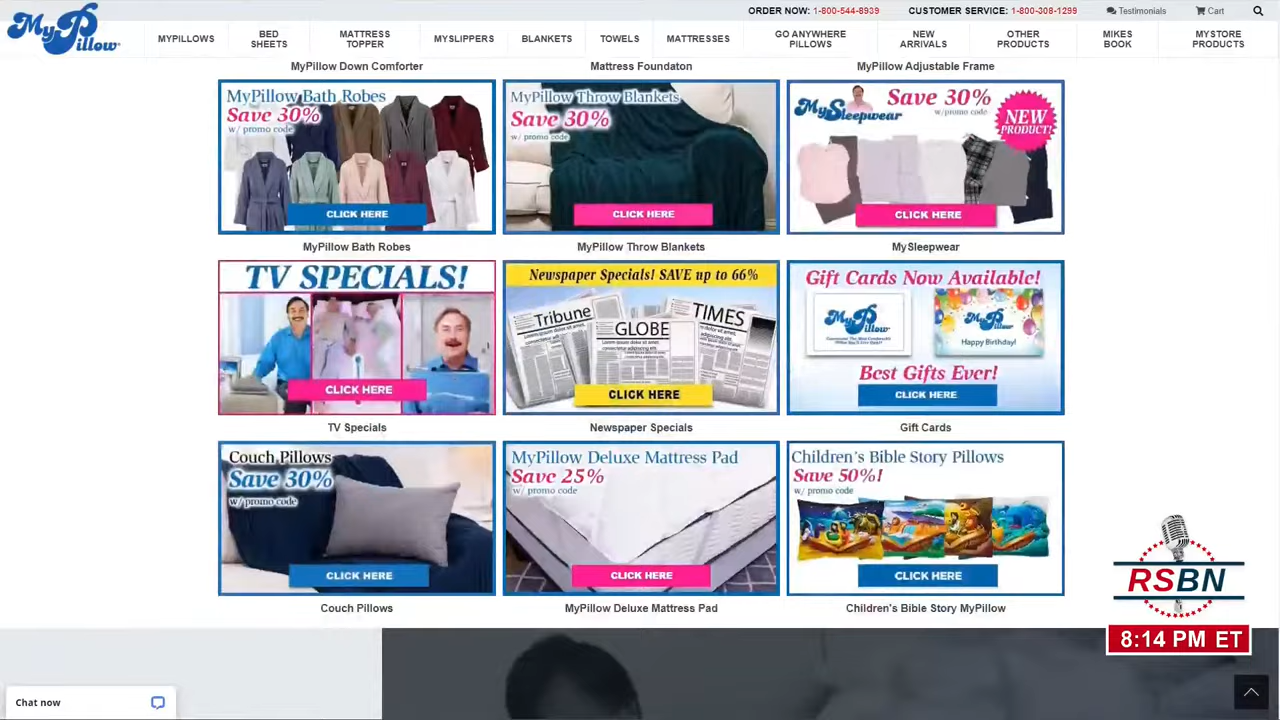 MyPillow
ORDER NOW: 1-800-544-8939
CUSTOMER SERVICE: 1-800-308-1299
Testimonials
Cart
MYPILLOWS
BED
SHEETS
MATTRESS
TOPPER
MYSLIPPERS
BLANKETS
TOWELS
MATTRESSES
GO ANYWHERE
PILLOWS
NEW
ARRIVALS
OTHER
PRODUCTS
MIKES
BOOK
MYSTORE
PRODUCTS
MyPillow Down Comforter
Mattress Foundaton
MyPillow Adjustable Frame
MyPillow Bath Robes
Save 30%
w/ promo code
CLICK HERE
MyPillow Throw Blankets
Save 30%
w/ promo code
CLICK HERE
MySleepwear
Save 30%
w/promo code
NEW
PRODUCT!
CLICK HERE
MyPillow Bath Robes
MyPillow Throw Blankets
MySleepwear
TV SPECIALS!
CLICK HERE
Newspaper Specials! SAVE up to 66%
Tribune
GLOBE
TIMES
CLICK HERE
Gift Cards Now Available!
MyPillow
MyPillow
Happy Birthday!
Best Gifts Ever!
CLICK HERE
TV Specials
Newspaper Specials
Gift Cards
Couch Pillows
Save 30%
w/ promo code
CLICK HERE
MyPillow Deluxe Mattress Pad
Save 25%
w/ promo code
CLICK HERE
Children's Bible Story Pillows
Save 50%!
w/ promo code
CLICK HERE
Couch Pillows
MyPillow Deluxe Mattress Pad
Children's Bible Story MyPillow
RSBN
8:14 PM ET
Chat now